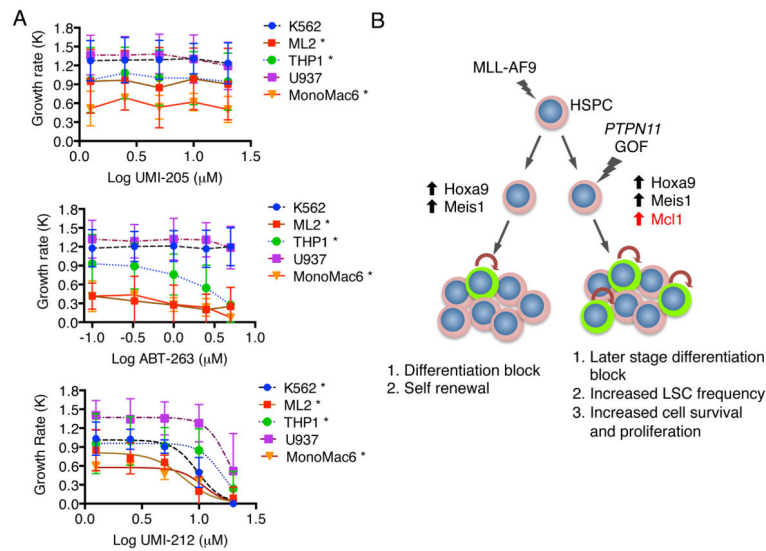 A
Growth rate (K)
1.8
1.5
1.2
0.9
0.6
0.3
0.0
0.0 0.5 1.0 1.5
Log UMI-205 (μM)
K562
ML2 *
THP1 *
U937
MonoMac6 *
Growth rate (K)
1.8
1.5
1.2
0.9
0.6
0.3
0.0
-1.0 -0.5 0.0 0.5 1.0
Log ABT-263 (μM)
K562
ML2 *
THP1 *
U937
MonoMac6 *
Growth Rate (K)
1.8
1.5
1.2
0.9
0.6
0.3
0.0
0.0 0.5 1.0 1.5
Log UMI-212 (μM)
K562 *
ML2 *
THP1 *
U937
MonoMac6 *
B
MLL-AF9
HSPC
PTPN11
GOF
Hoxa9
Meis1
Hoxa9
Meis1
Mcl1
1. Differentiation block
2. Self renewal
1. Later stage differentiation
block
2. Increased LSC frequency
3. Increased cell survival
and proliferation